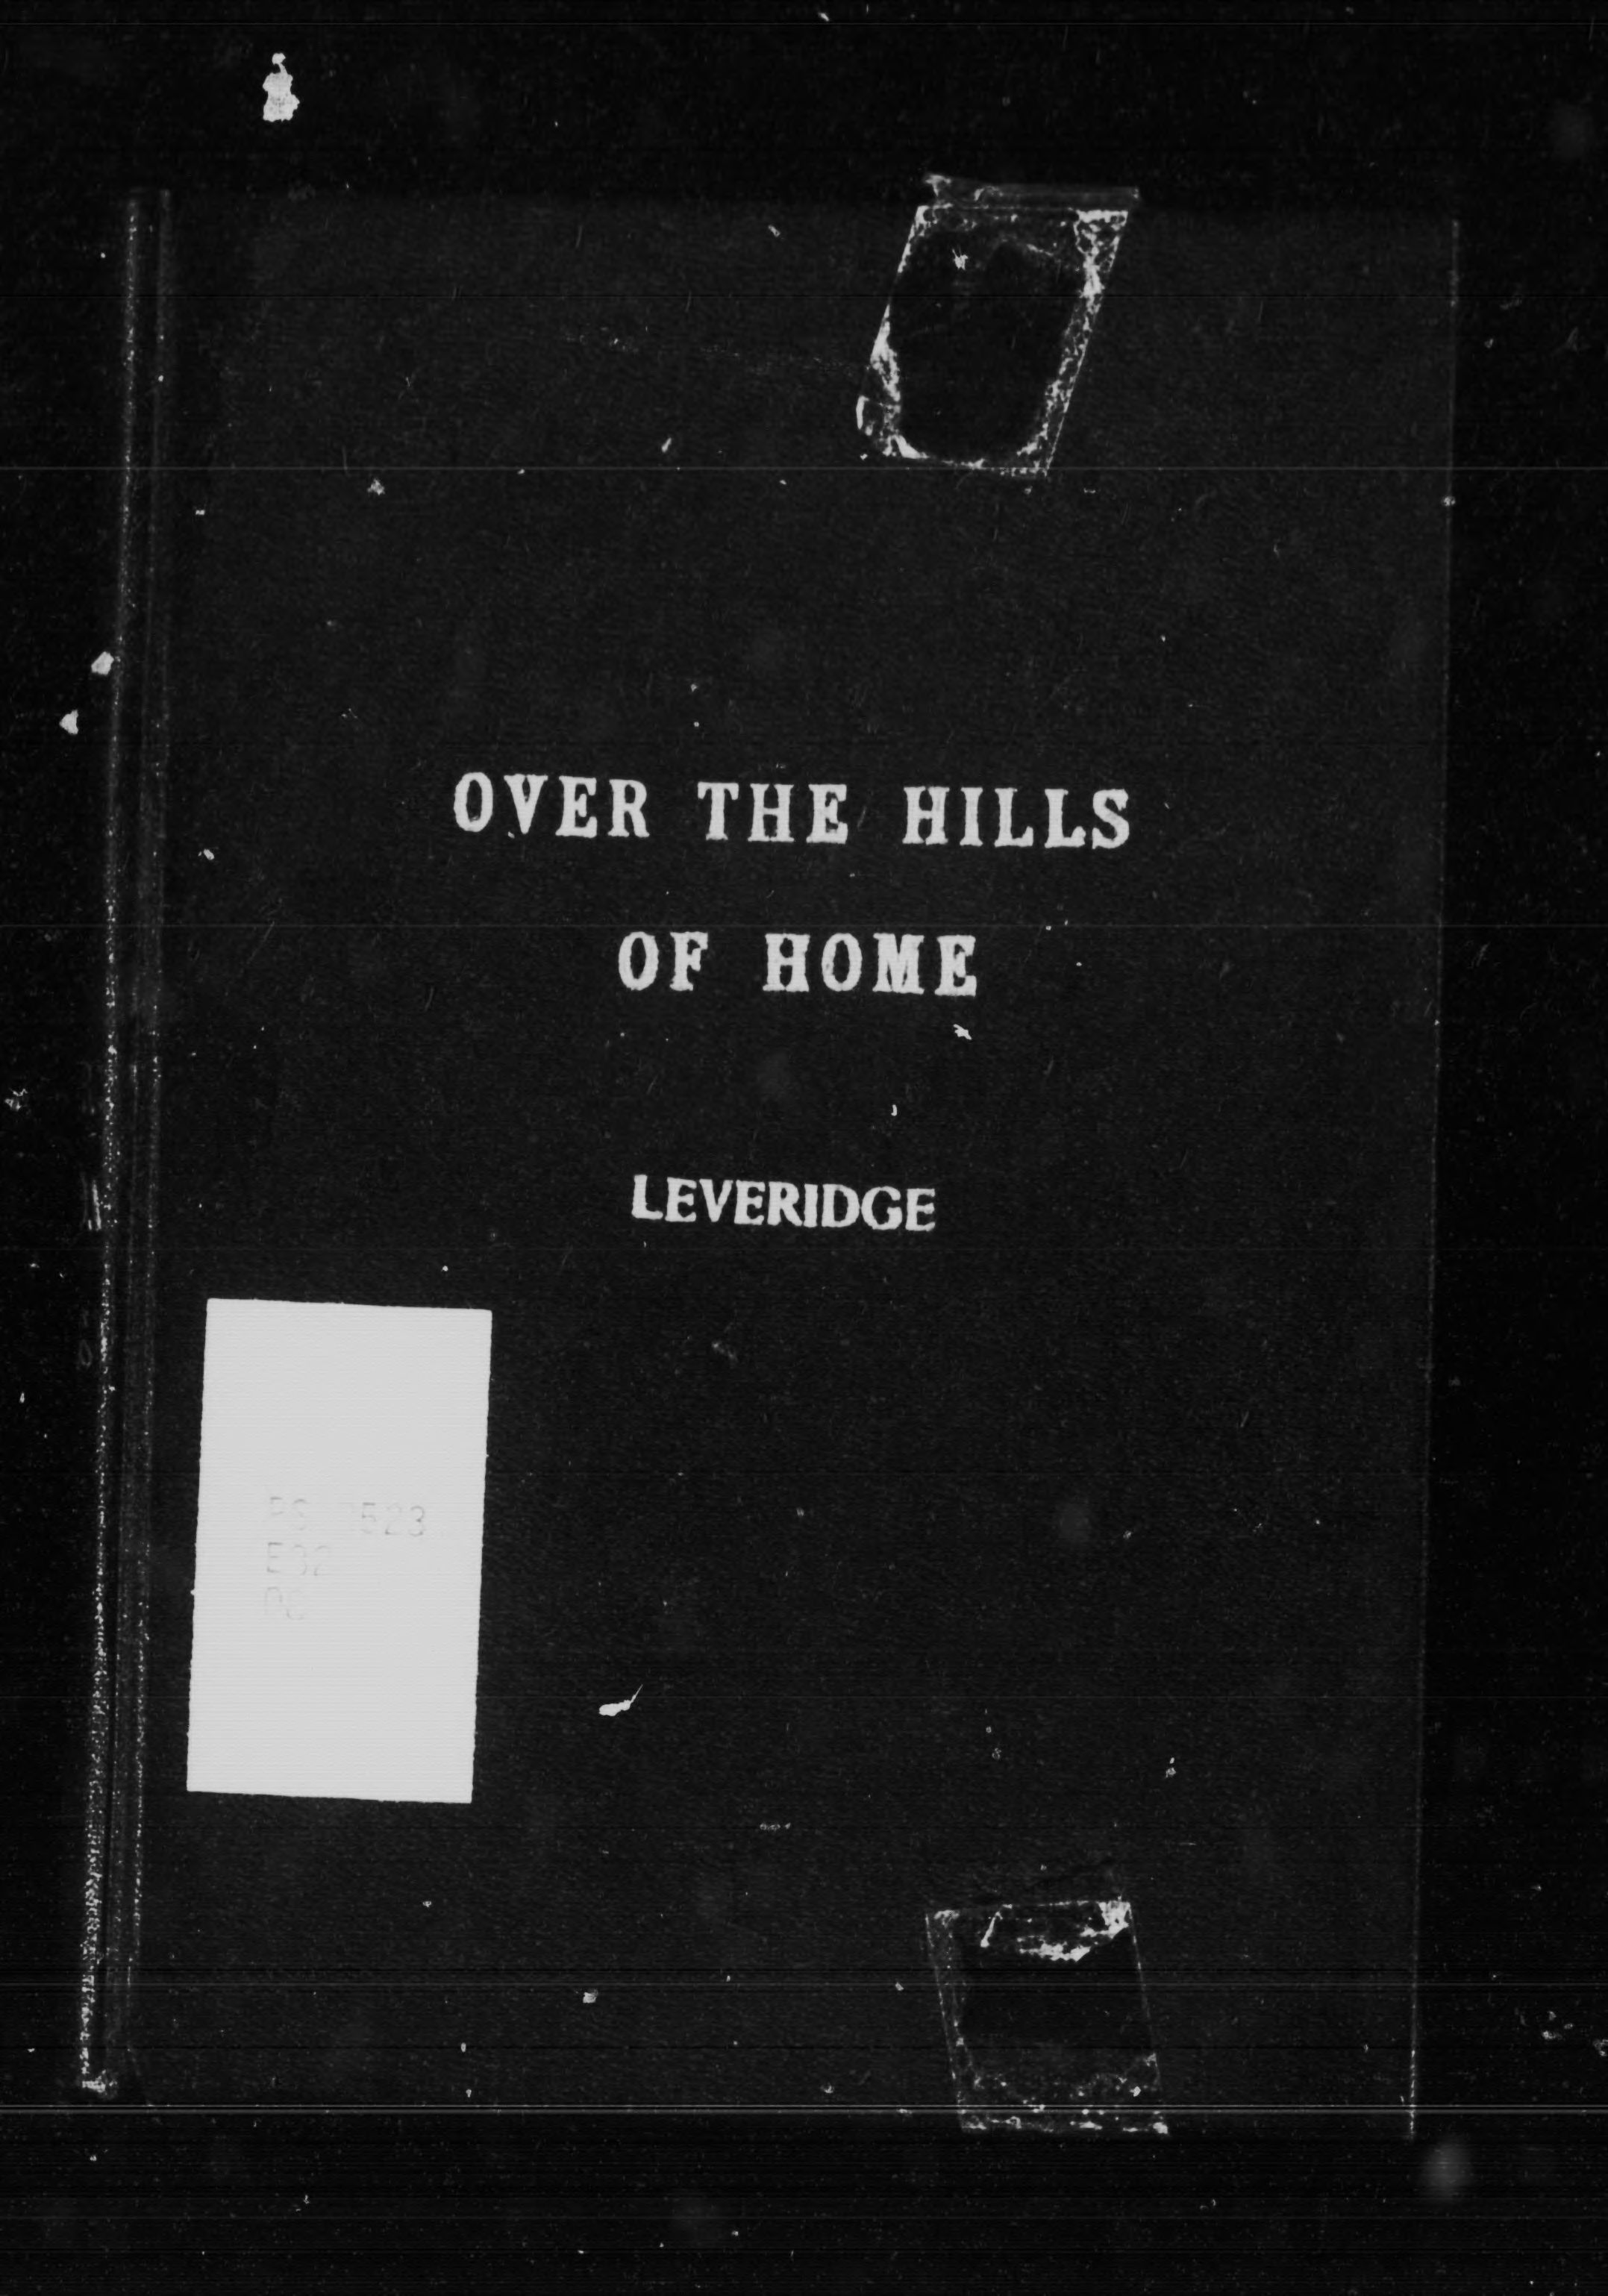 OVER THE HILLS
OF HOME
LEVERIDGE